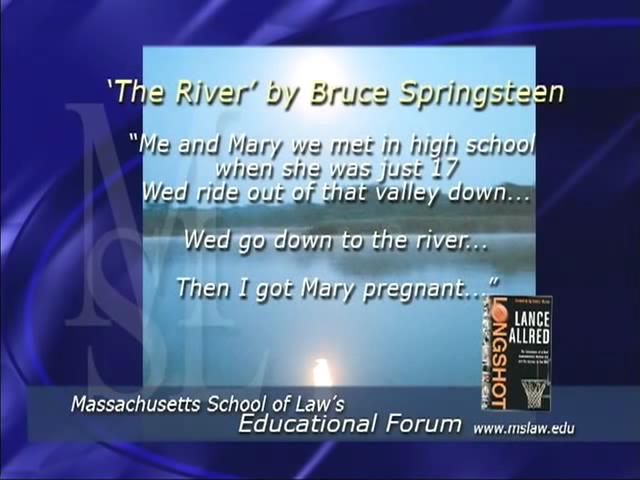 ‘The River’ by Bruce Springsteen
“Me and Mary we met in high school
when she was just 17
Wed ride out of that valley down...
Wed go down to the river...
Then I got Mary pregnant...”
MSL
LONGSHOT
LANCE
ALLRED
Massachusetts School of Law’s
Educational Forum
www.mslaw.edu